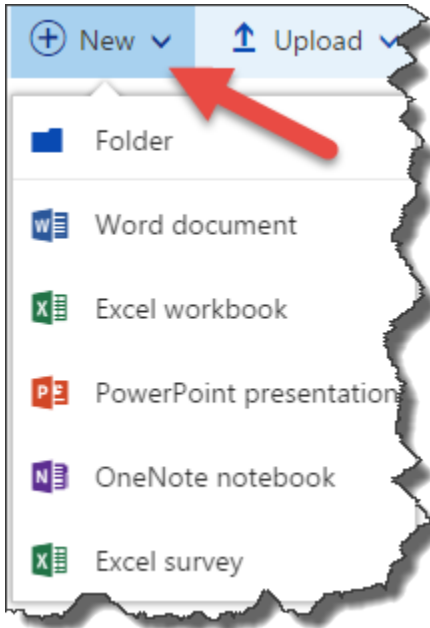 New Upload
Folder
Word document
Excel workbook
PowerPoint presentation
OneNote notebook
Excel survey